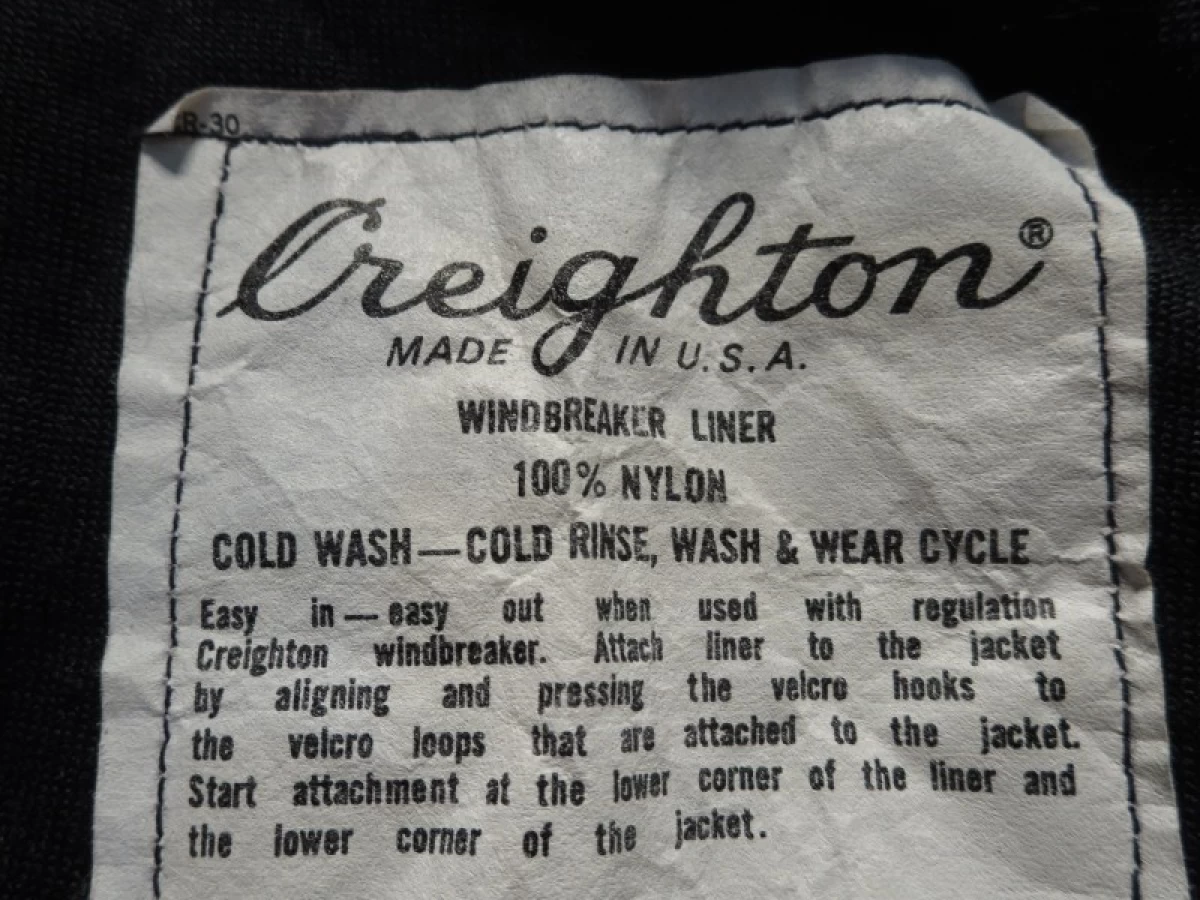 R-30
Creighton®
MADE IN U.S.A.
WINDBREAKER LINER
100% NYLON
COLD WASH—COLD RINSE, WASH & WEAR CYCLE
Easy in—easy out when used with regulation
Creighton windbreaker. Attach liner to the jacket
by aligning and pressing the velcro hooks to
the velcro loops that are attached to the jacket.
Start attachment at the lower corner of the liner and
the lower corner of the jacket.